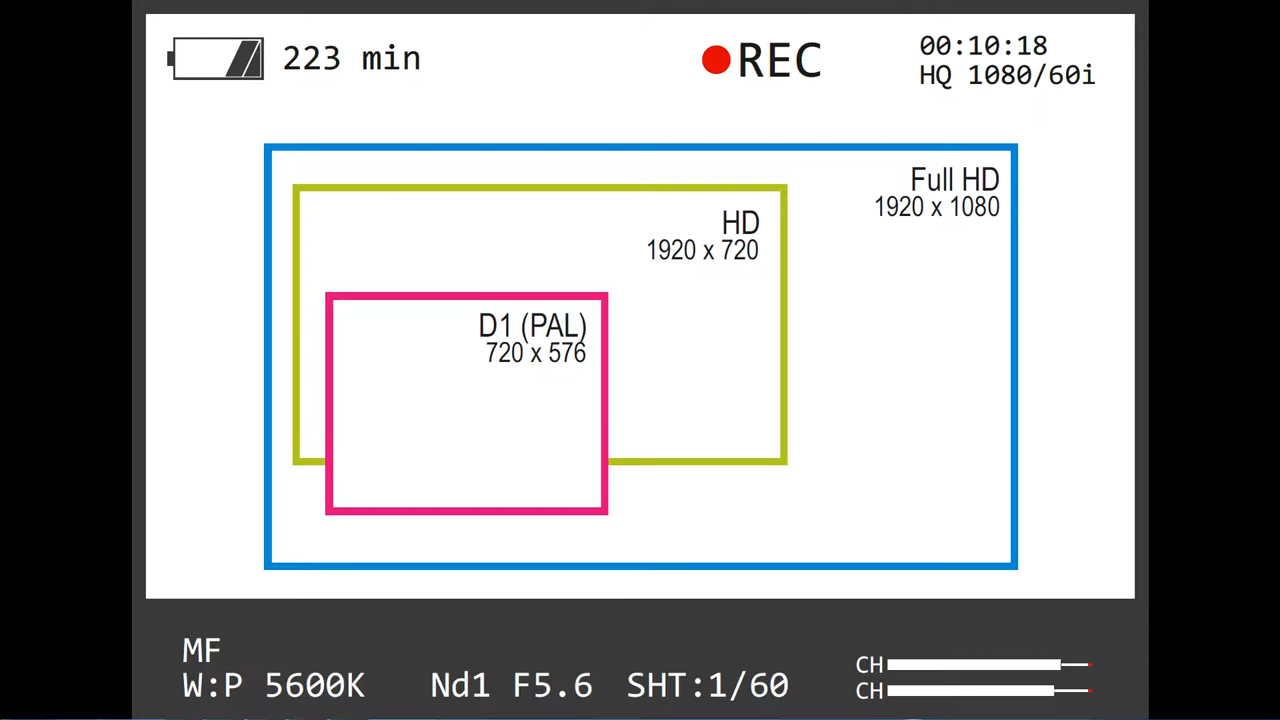 223 min
REC
00:10:18
HQ 1080/60i
Full HD
1920 x 1080
HD
1920 x 720
D1 (PAL)
720 x 576
MF
W:P 5600K Nd1 F5.6 SHT:1/60
CH
CH